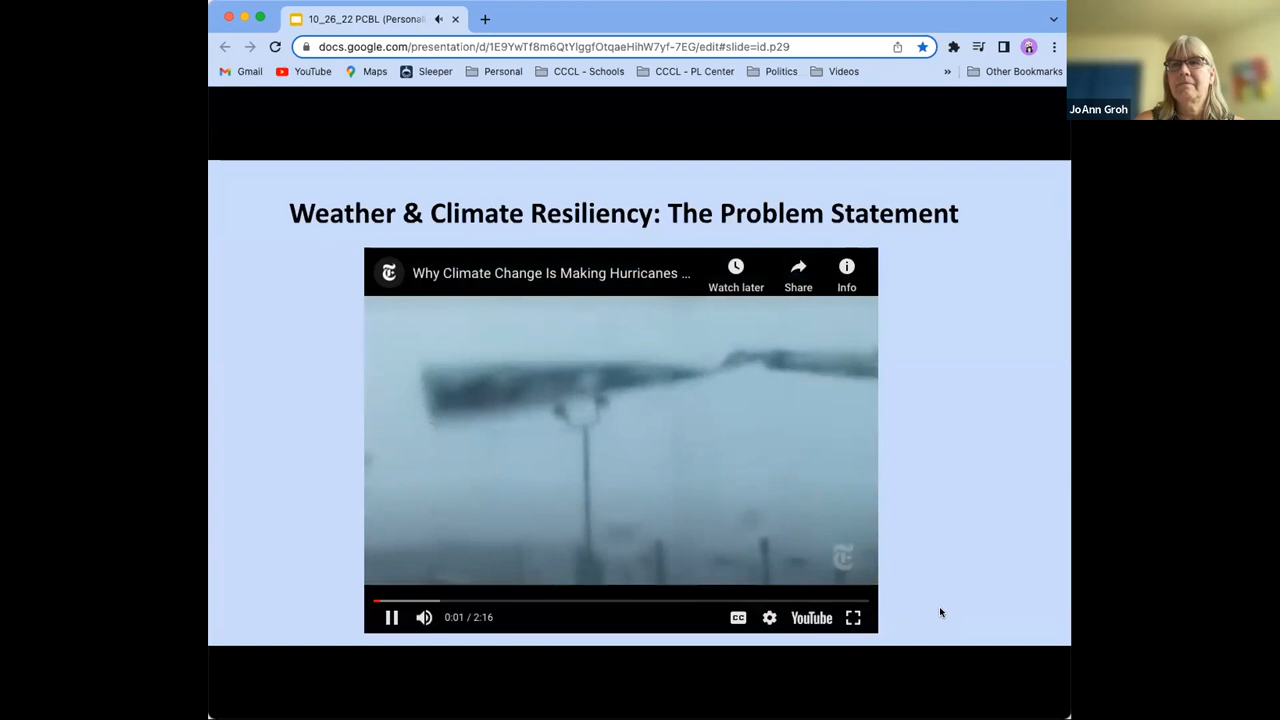 10_26_22 PCBL (Personal
docs.google.com/presentation/d/1E9YwTf8m6QtYlggfOtqaeHihW7yf-7EG/edit#slide=id.p29
Gmail YouTube Maps Sleeper Personal CCCL - Schools CCCL - PL Center Politics Videos » Other Bookmarks
JoAnn Groh
Weather & Climate Resiliency: The Problem Statement
Why Climate Change Is Making Hurricanes ...
Watch later Share Info
0:01 / 2:16 CC YouTube